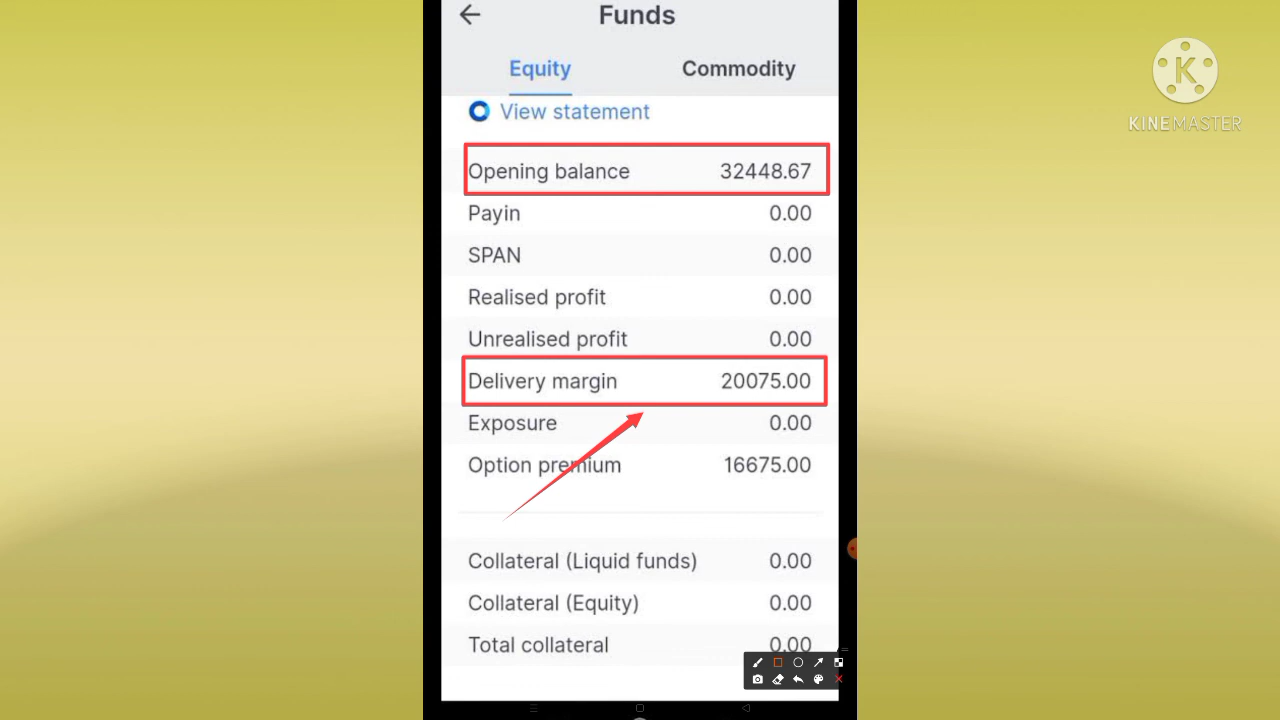 Funds
Equity Commodity
View statement
Opening balance 32448.67
Payin 0.00
SPAN 0.00
Realised profit 0.00
Unrealised profit 0.00
Delivery margin 20075.00
Exposure 0.00
Option premium 16675.00
Collateral (Liquid funds) 0.00
Collateral (Equity) 0.00
Total collateral 0.00
K
KINEMASTER